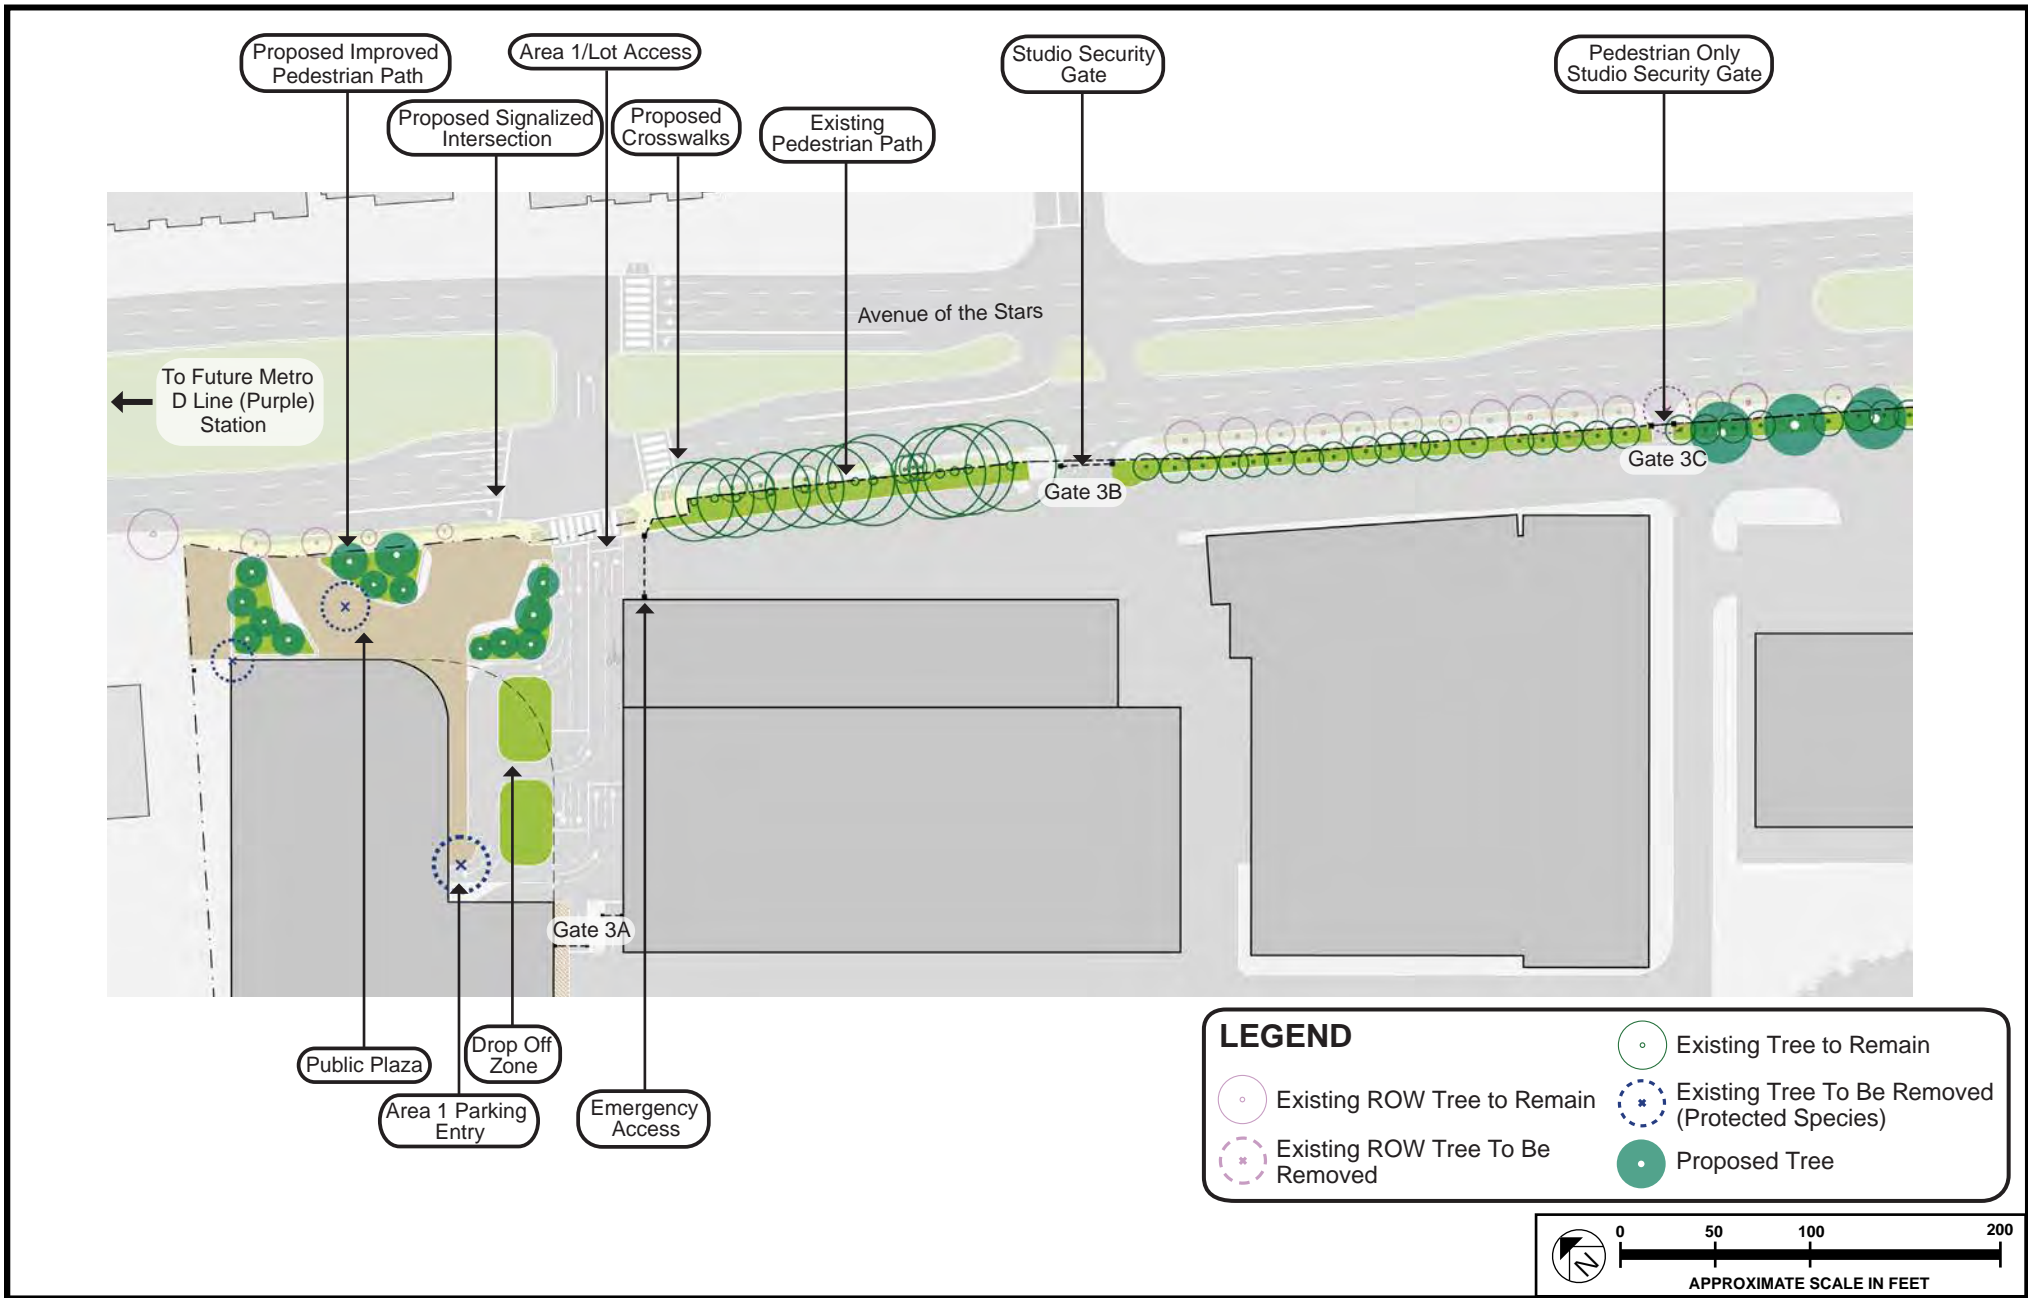 Proposed Improved
Pedestrian Path
Area 1/Lot Access
Studio Security
Gate
Pedestrian Only
Studio Security Gate
Proposed Signalized
Intersection
Proposed
Crosswalks
Existing
Pedestrian Path
Avenue of the Stars
To Future Metro
D Line (Purple)
Station
Gate 3B
Gate 3C
Gate 3A
Public Plaza
Drop Off
Zone
Area 1 Parking
Entry
Emergency
Access
LEGEND
Existing ROW Tree to Remain
Existing ROW Tree To Be
Removed
Existing Tree to Remain
Existing Tree To Be Removed
(Protected Species)
Proposed Tree
N
0 50 100 200
APPROXIMATE SCALE IN FEET